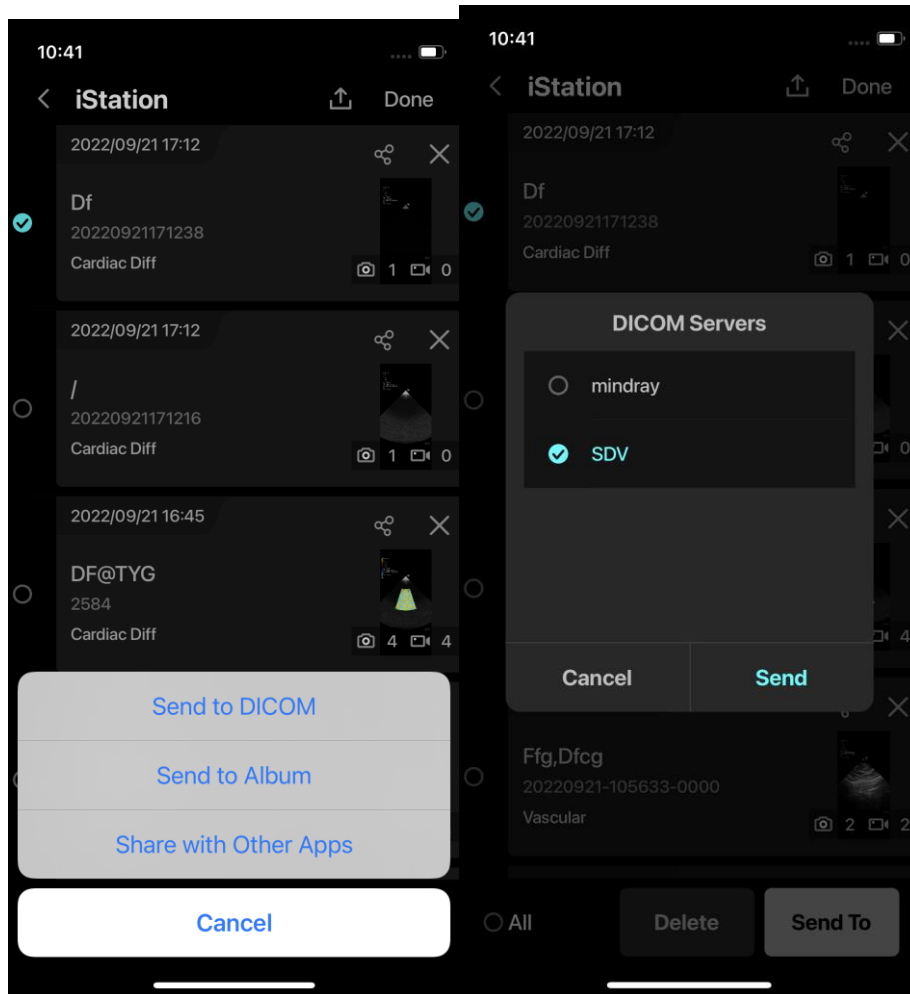 10:41
iStation
Done
2022/09/21 17:12
Df
20220921171238
Cardiac Diff
1 0
2022/09/21 17:12
/
20220921171216
Cardiac Diff
1 0
2022/09/21 16:45
DF@TYG
2584
Cardiac Diff
4 4
Send to DICOM
Send to Album
Share with Other Apps
Cancel
10:41
iStation
Done
2022/09/21 17:12
Df
20220921171238
Cardiac Diff
1 0
DICOM Servers
mindray
0
SDV
4
Cancel
Send
Ffg,Dfcg
20220921-105633-0000
Vascular
2 2
All
Delete
Send To